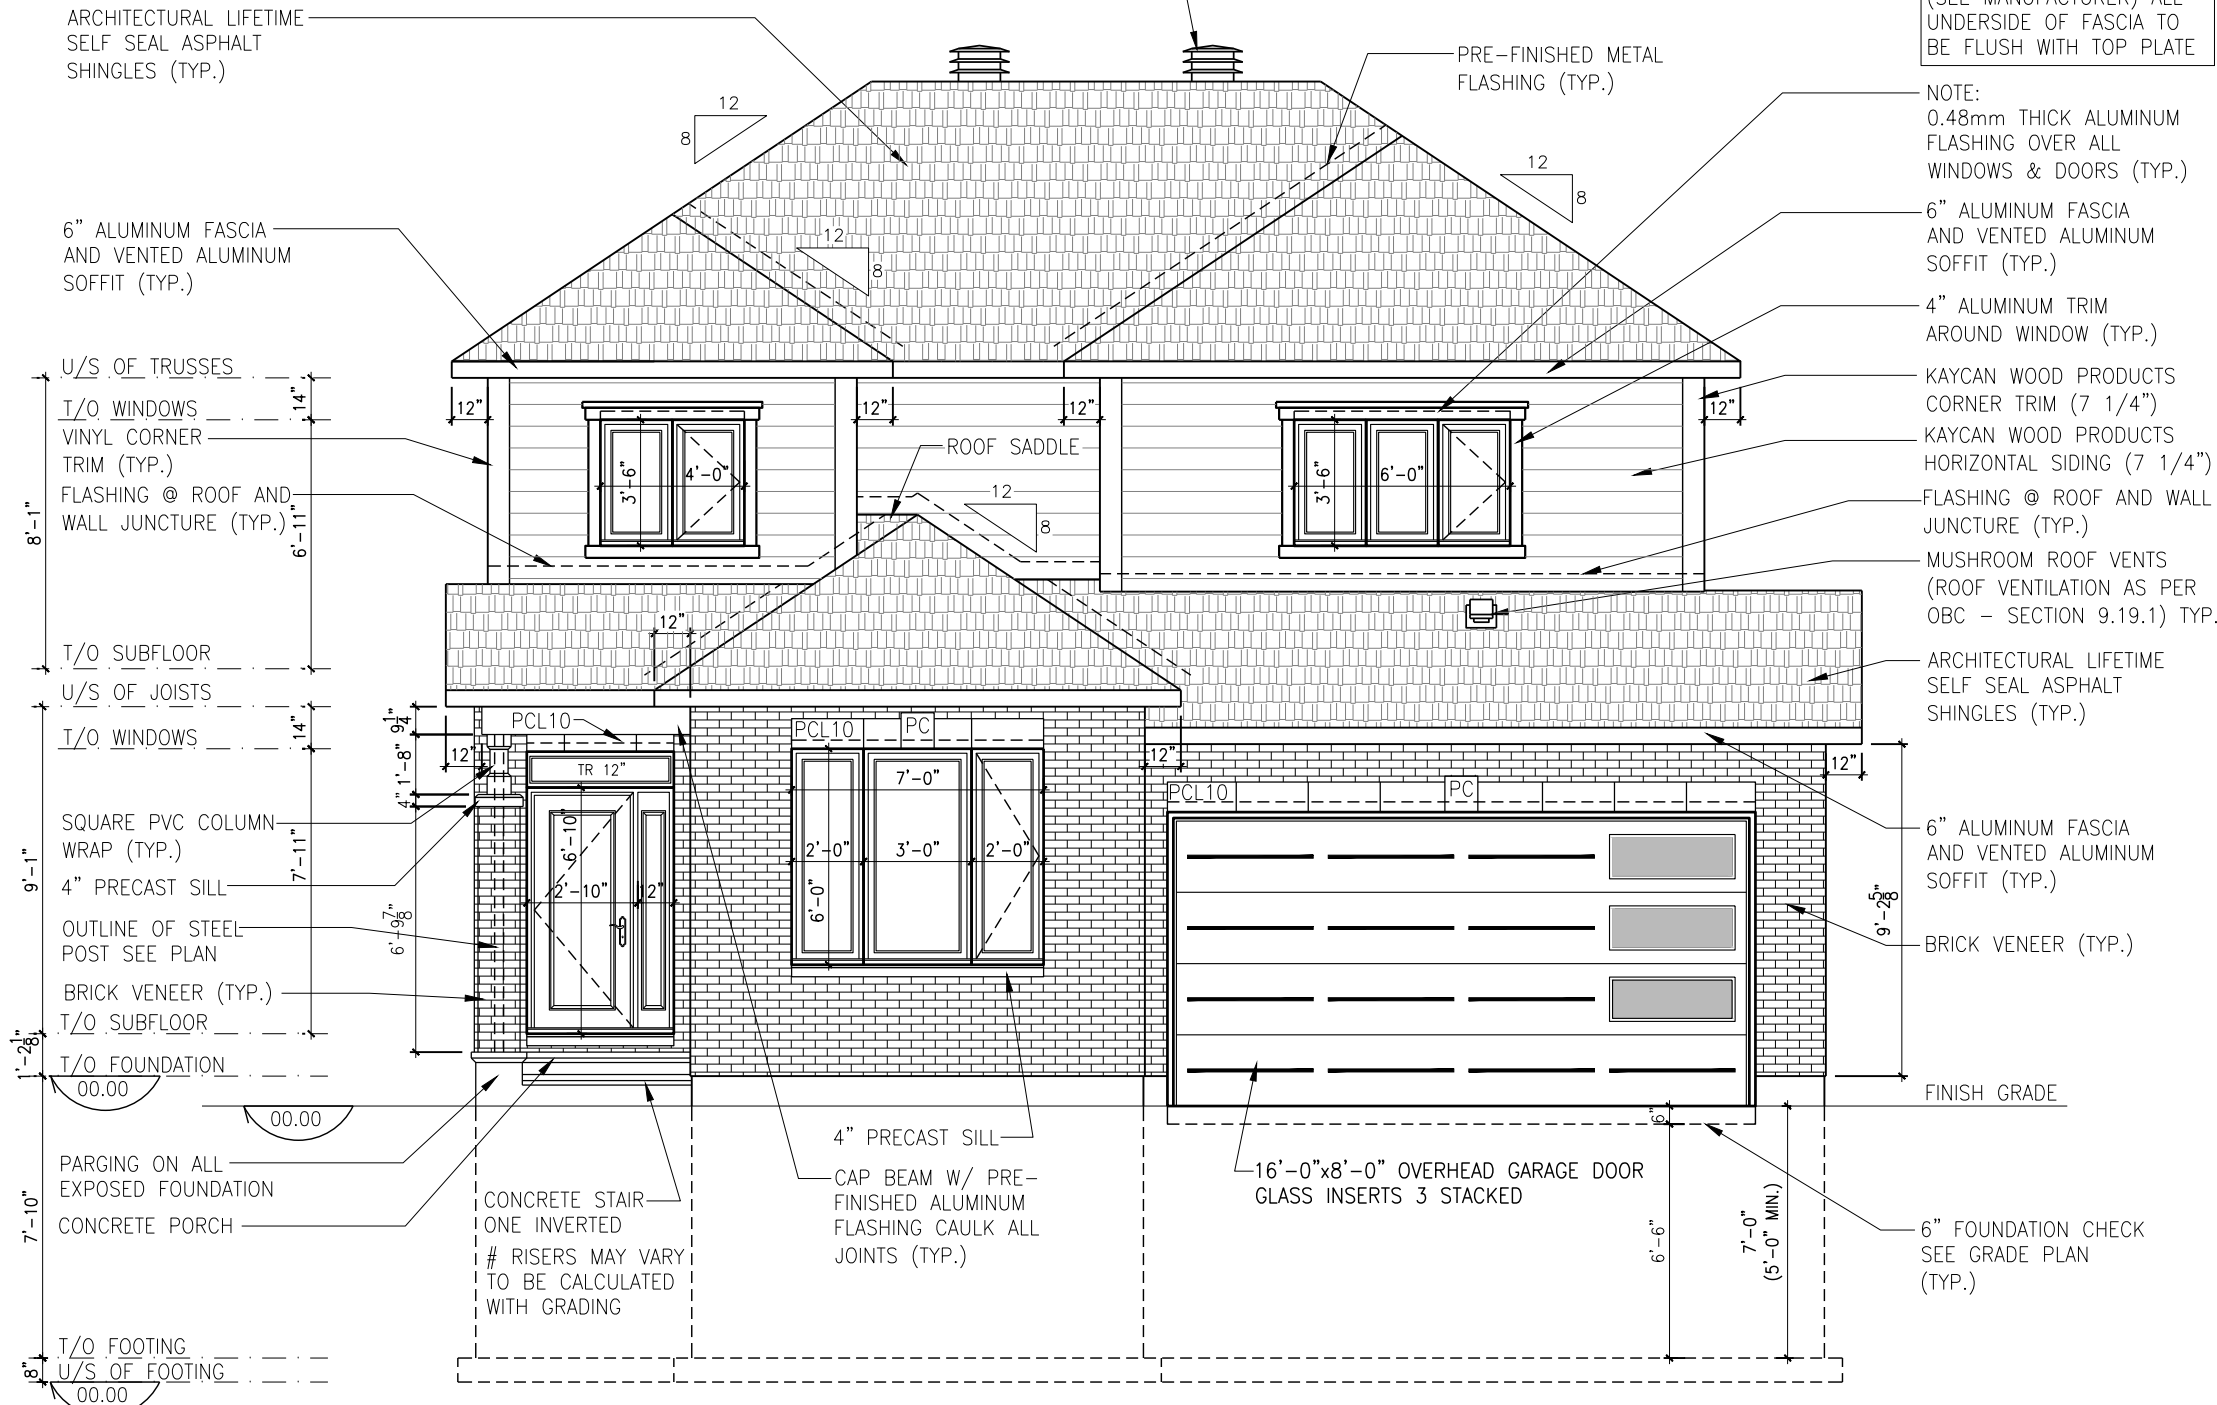 ARCHITECTURAL LIFETIME
SELF SEAL ASPHALT
SHINGLES (TYP.)
PRE-FINISHED METAL
FLASHING (TYP.)
UNDERSIDE OF FASCIA TO
BE FLUSH WITH TOP PLATE
NOTE:
0.48mm THICK ALUMINUM
FLASHING OVER ALL
WINDOWS & DOORS (TYP.)
12
8
12
8
12
8
6" ALUMINUM FASCIA
AND VENTED ALUMINUM
SOFFIT (TYP.)
6" ALUMINUM FASCIA
AND VENTED ALUMINUM
SOFFIT (TYP.)
4" ALUMINUM TRIM
AROUND WINDOW (TYP.)
U/S OF TRUSSES
T/O WINDOWS
14"
12"
12"
12"
12"
KAYCAN WOOD PRODUCTS
CORNER TRIM (7 1/4")
VINYL CORNER
TRIM (TYP.)
ROOF SADDLE
KAYCAN WOOD PRODUCTS
HORIZONTAL SIDING (7 1/4")
3'-6"
4'-0"
3'-6"
6'-0"
FLASHING @ ROOF AND
WALL JUNCTURE (TYP.)
8'-1"
6'-11"
12
8
FLASHING @ ROOF AND WALL
JUNCTURE (TYP.)
MUSHROOM ROOF VENTS
(ROOF VENTILATION AS PER
OBC - SECTION 9.19.1) TYP.
12"
T/O SUBFLOOR
U/S OF JOISTS
T/O WINDOWS
14"
ARCHITECTURAL LIFETIME
SELF SEAL ASPHALT
SHINGLES (TYP.)
9 1/4"
PCL10
PCL10
PC
12"
12"
12"
1'-8"
4"
TR 12"
7'-0"
PCL10
PC
SQUARE PVC COLUMN
WRAP (TYP.)
4" PRECAST SILL
6'-10"
2'-10"
12"
2'-0"
3'-0"
2'-0"
6'-0"
6" ALUMINUM FASCIA
AND VENTED ALUMINUM
SOFFIT (TYP.)
9'-1"
7'-11"
6'-9 7/8"
9'-2 5/8"
OUTLINE OF STEEL
POST SEE PLAN
BRICK VENEER (TYP.)
BRICK VENEER (TYP.)
T/O SUBFLOOR
1'-2 1/8"
T/O FOUNDATION
00.00
00.00
FINISH GRADE
6"
4" PRECAST SILL
PARGING ON ALL
EXPOSED FOUNDATION
CONCRETE PORCH
CONCRETE STAIR
ONE INVERTED
# RISERS MAY VARY
TO BE CALCULATED
WITH GRADING
CAP BEAM W/ PRE-
FINISHED ALUMINUM
FLASHING CAULK ALL
JOINTS (TYP.)
16'-0"x8'-0" OVERHEAD GARAGE DOOR
GLASS INSERTS 3 STACKED
7'-10"
6'-6"
7'-0"
(5'-0" MIN.)
6" FOUNDATION CHECK
SEE GRADE PLAN
(TYP.)
T/O FOOTING
U/S OF FOOTING
8"
00.00